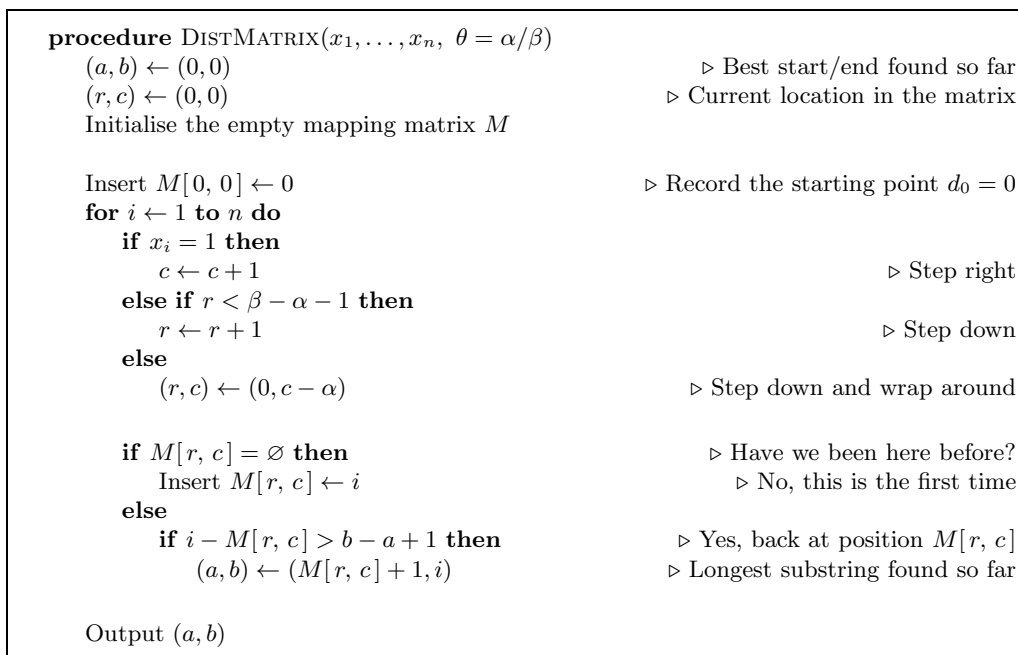 procedure DISTMATRIX(x₁, . . . , xₙ, θ = α/β)
(a, b) ← (0, 0) ▹ Best start/end found so far
(r, c) ← (0, 0) ▹ Current location in the matrix
Initialise the empty mapping matrix M
Insert M[ 0, 0 ] ← 0 ▹ Record the starting point d₀ = 0
for i ← 1 to n do
if xᵢ = 1 then
c ← c + 1 ▹ Step right
else if r < β − α − 1 then
r ← r + 1 ▹ Step down
else
(r, c) ← (0, c − α) ▹ Step down and wrap around
if M[ r, c ] = ∅ then ▹ Have we been here before?
Insert M[ r, c ] ← i ▹ No, this is the first time
else
if i − M[ r, c ] > b − a + 1 then ▹ Yes, back at position M[ r, c ]
(a, b) ← (M[ r, c ] + 1, i) ▹ Longest substring found so far
Output (a, b)